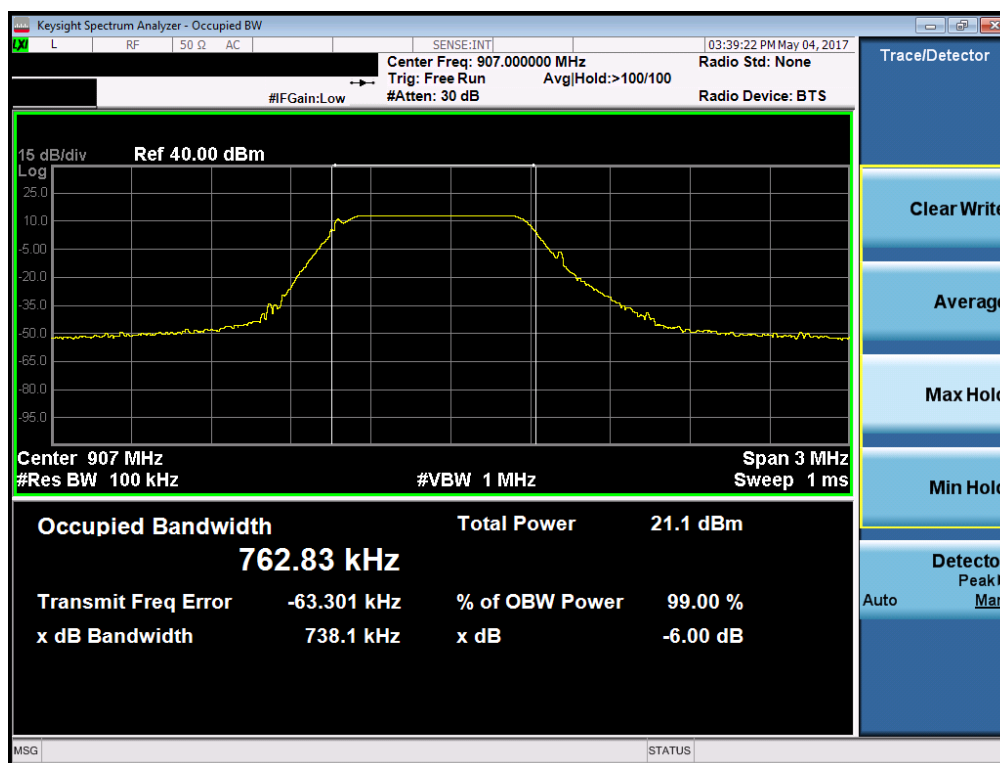 Keysight Spectrum Analyzer - Occupied BW
LXI L RF 50 Ω AC SENSE:INT 03:39:22 PM May 04, 2017
Center Freq: 907.000000 MHz Radio Std: None
Trig: Free Run Avg|Hold:>100/100
#IFGain:Low #Atten: 30 dB Radio Device: BTS
Trace/Detector
15 dB/div Ref 40.00 dBm
Log
25.0
10.0
-5.00
-20.0
-35.0
-50.0
-65.0
-80.0
-95.0
Center 907 MHz Span 3 MHz
#Res BW 100 kHz #VBW 1 MHz Sweep 1 ms
Occupied Bandwidth Total Power 21.1 dBm
762.83 kHz
Transmit Freq Error -63.301 kHz % of OBW Power 99.00 %
x dB Bandwidth 738.1 kHz x dB -6.00 dB
Clear Write
Average
Max Hold
Min Hold
Detector
Peak
Auto Man
MSG STATUS